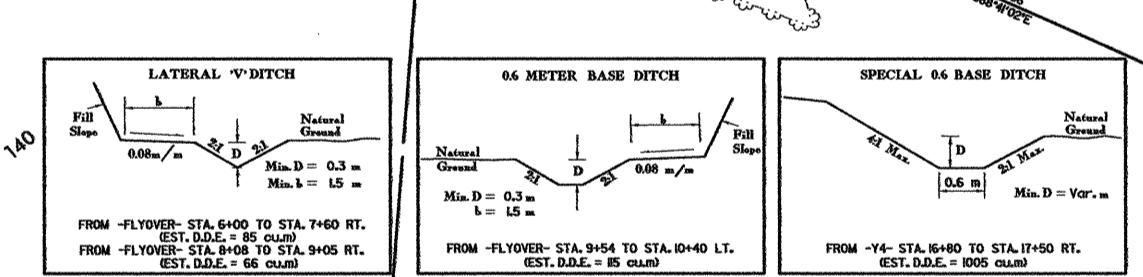 88°41'02"E
140
LATERAL 'V' DITCH
b
Fill
Slope
Natural
Ground
0.08m/m
2:1
D
2:1
Min. D = 0.3 m
Min. b = 1.5 m
FROM -FLYOVER- STA. 6+00 TO STA. 7+60 RT.
(EST. D.D.E. = 85 cu.m)
FROM -FLYOVER- STA. 8+08 TO STA. 9+05 RT.
(EST. D.D.E. = 66 cu.m)
0.6 METER BASE DITCH
b
Natural
Ground
Fill
Slope
D
2:1
2:1
0.08 m/m
Min. D = 0.3 m
b = 1.5 m
FROM -FLYOVER- STA. 9+54 TO STA. 10+40 LT.
(EST. D.D.E. = 115 cu.m)
SPECIAL 0.6 BASE DITCH
Natural
Ground
4:1 Max.
D
2:1 Max.
0.6 m
Min. D = Var. m
FROM -Y4- STA. 16+80 TO STA. 17+50 RT.
(EST. D.D.E. = 1005 cu.m)